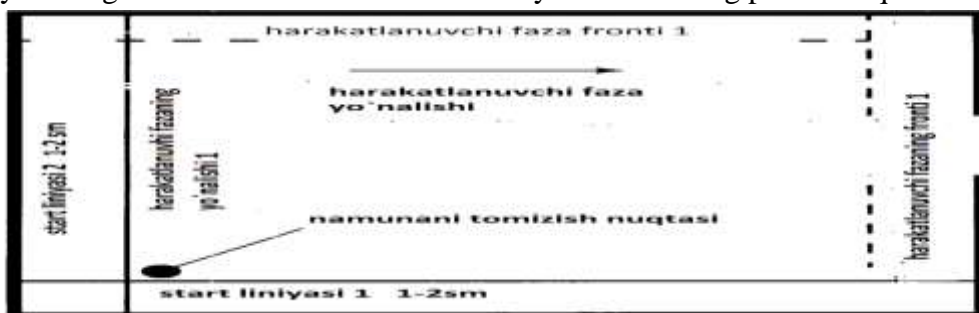 harakatlanuvchi faza fronti 1
harakatlanuvchi faza
yo`nalishi
start liniyasi 2 1-2 sm
harakatlanuvhi fazaning
yo`nalishi 1
harakatlanuvchi fazaning fronti 1
namunani tomizish nuqtasi
start liniyasi 1 1-2sm